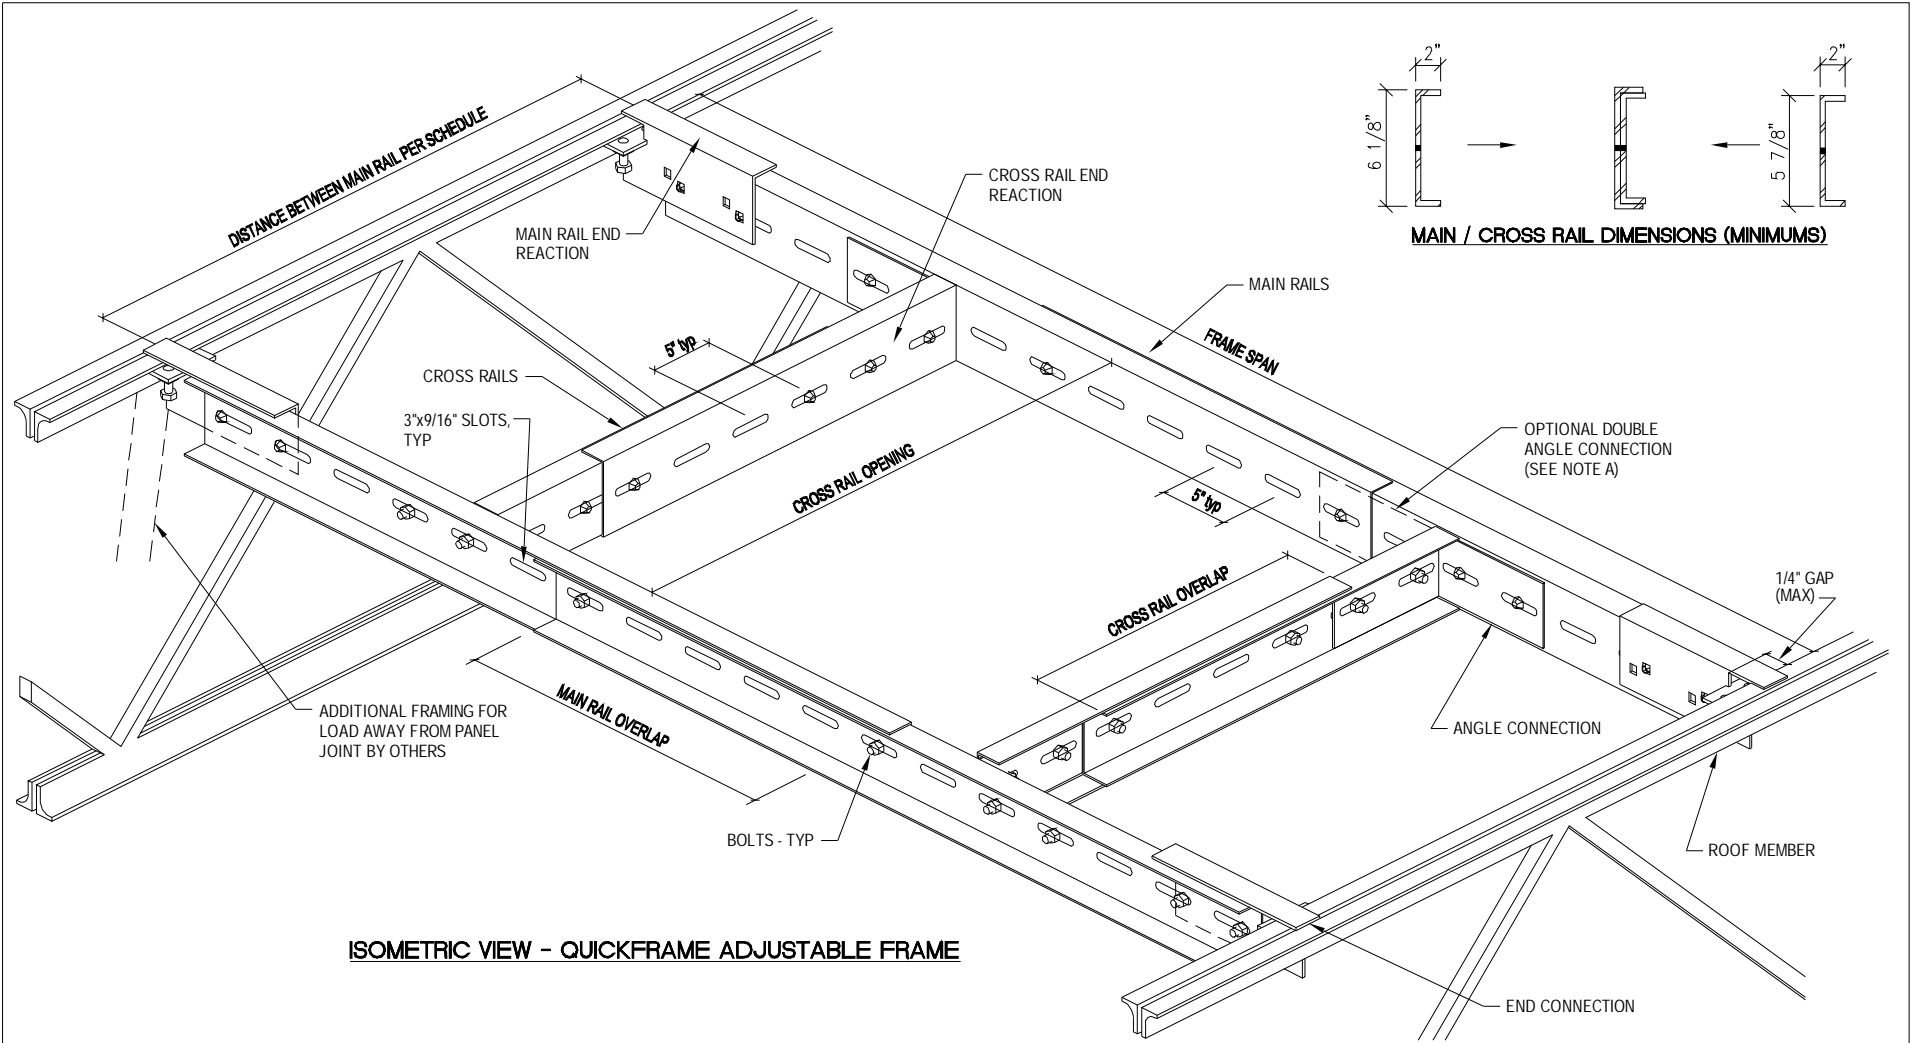 2"
2"
6 1/8"
5 7/8"
MAIN / CROSS RAIL DIMENSIONS (MINIMUMS)
DISTANCE BETWEEN MAIN RAIL PER SCHEDULE
CROSS RAIL END
REACTION
MAIN RAIL END
REACTION
MAIN RAILS
FRAME SPAN
5" typ
CROSS RAILS
3"x9/16" SLOTS,
TYP
OPTIONAL DOUBLE
ANGLE CONNECTION
(SEE NOTE A)
CROSS RAIL OPENING
5" typ
CROSS RAIL OVERLAP
1/4" GAP
(MAX)
ADDITIONAL FRAMING FOR
LOAD AWAY FROM PANEL
JOINT BY OTHERS
MAIN RAIL OVERLAP
ANGLE CONNECTION
BOLTS - TYP
ROOF MEMBER
ISOMETRIC VIEW - QUICKFRAME ADJUSTABLE FRAME
END CONNECTION